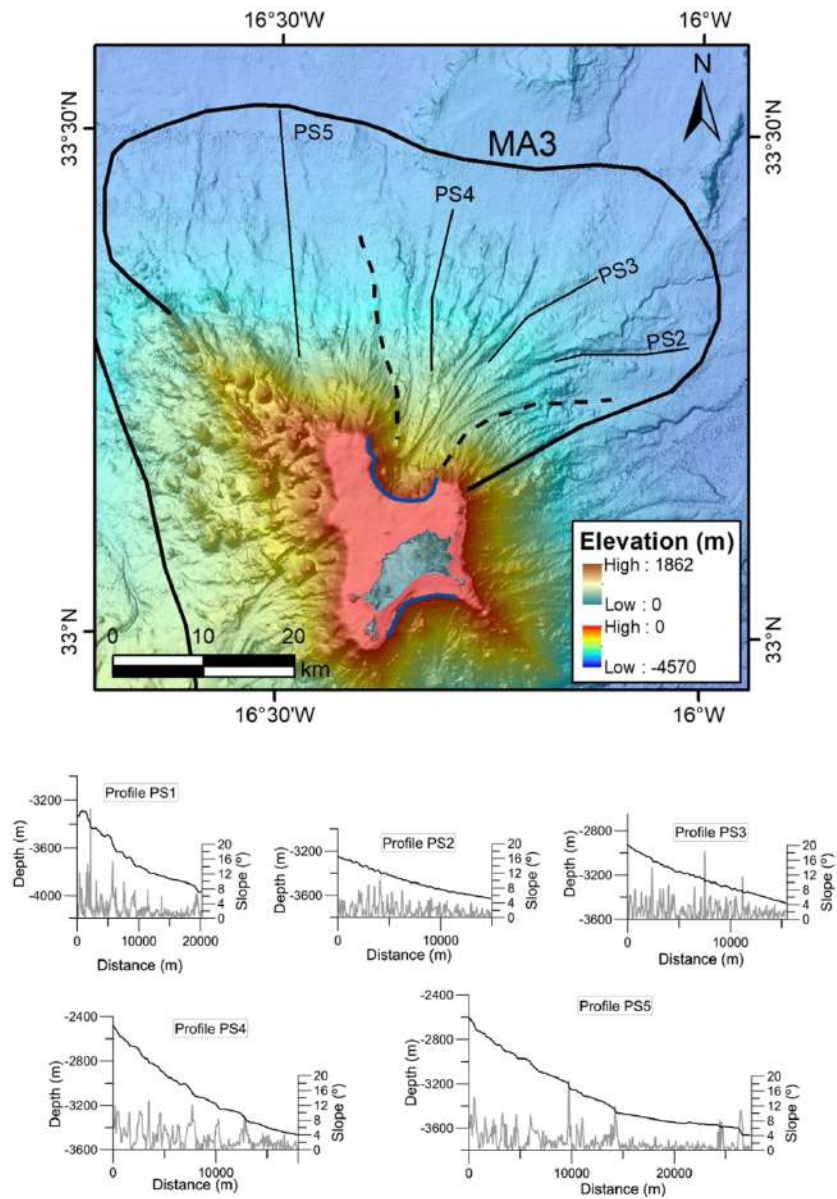 16°30'W 16°W
N
33°30'N 33°30'N
PS5
MA3
PS4
PS3
PS2
Elevation (m)
High : 1862
Low : 0
High : 0
Low : -4570
33°N 33°N
0 10 20
km
16°30'W 16°W
Profile PS1
Depth (m)
-3200
-3600
-4000
20
16
12
8
4
0
Slope (º)
0 10000 20000
Distance (m)
Profile PS2
Depth (m)
-3200
-3600
20
16
12
8
4
0
Slope (º)
0 10000
Distance (m)
Profile PS3
Depth (m)
-2800
-3200
-3600
20
16
12
8
4
0
Slope (º)
0 10000
Distance (m)
Profile PS4
Depth (m)
-2400
-2800
-3200
-3600
20
16
12
8
4
0
Slope (º)
0 10000
Distance (m)
Profile PS5
Depth (m)
-2400
-2800
-3200
-3600
20
16
12
8
4
0
Slope (º)
0 10000 20000
Distance (m)